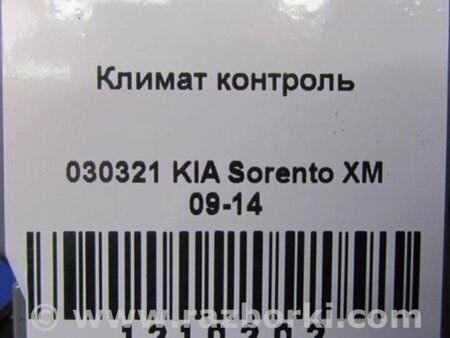 Климат контроль
030321 KIA Sorento XM
09-14
www.razborki.com